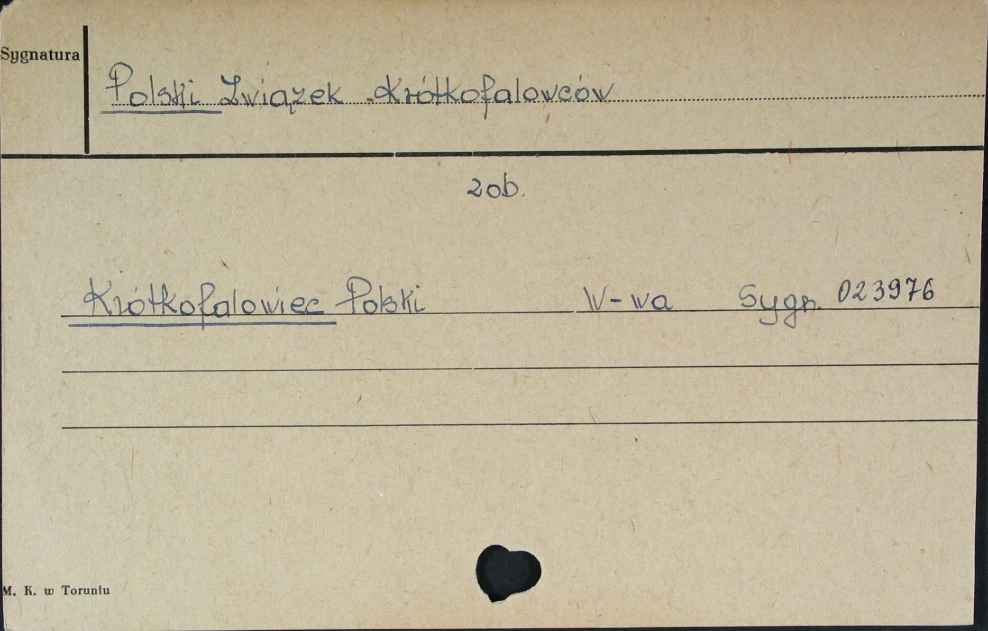 Sygnatura
Polski Związek Krótkofalowców
zob.
Krótkofalowiec Polski W-wa Sygn. 023976
M. K. w Toruniu